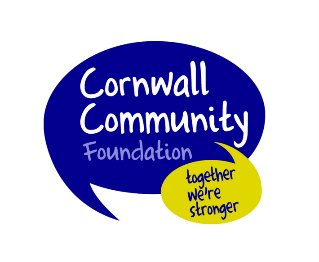 Cornwall
Community
Foundation
together
we're
stronger